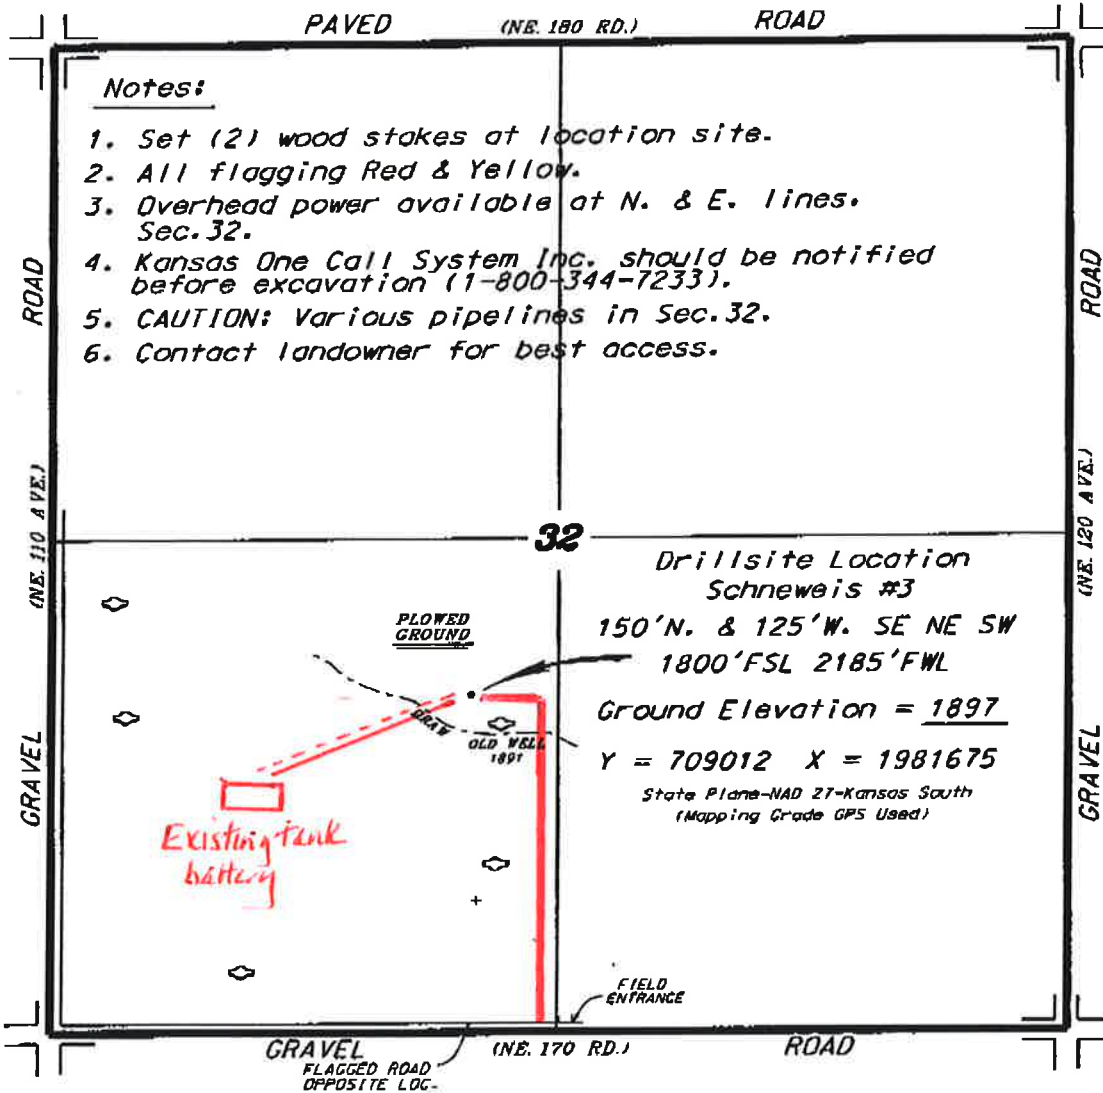 PAVED (NE. 180 RD.) ROAD
Notes:
1. Set (2) wood stakes at location site.
2. All flagging Red & Yellow.
3. Overhead power available at N. & E. lines.
Sec. 32.
4. Kansas One Call System Inc. should be notified
before excavation (1-800-344-7233).
5. CAUTION: Various pipelines in Sec. 32.
6. Contact landowner for best access.
ROAD
(NE. 110 AVE.)
GRAVEL
ROAD
(NE. 120 AVE.)
GRAVEL
32
Drillsite Location
Schneweis #3
150'N. & 125'W. SE NE SW
1800'FSL 2185'FWL
Ground Elevation = 1897
Y = 709012 X = 1981675
State Plane-NAD 27-Kansas South
(Mapping Grade GPS Used)
PLOWED
GROUND
DRAW
OLD WELL
1891
Existing tank
battery
FIELD
ENTRANCE
GRAVEL (NE. 170 RD.) ROAD
FLAGGED ROAD
OPPOSITE LOC.